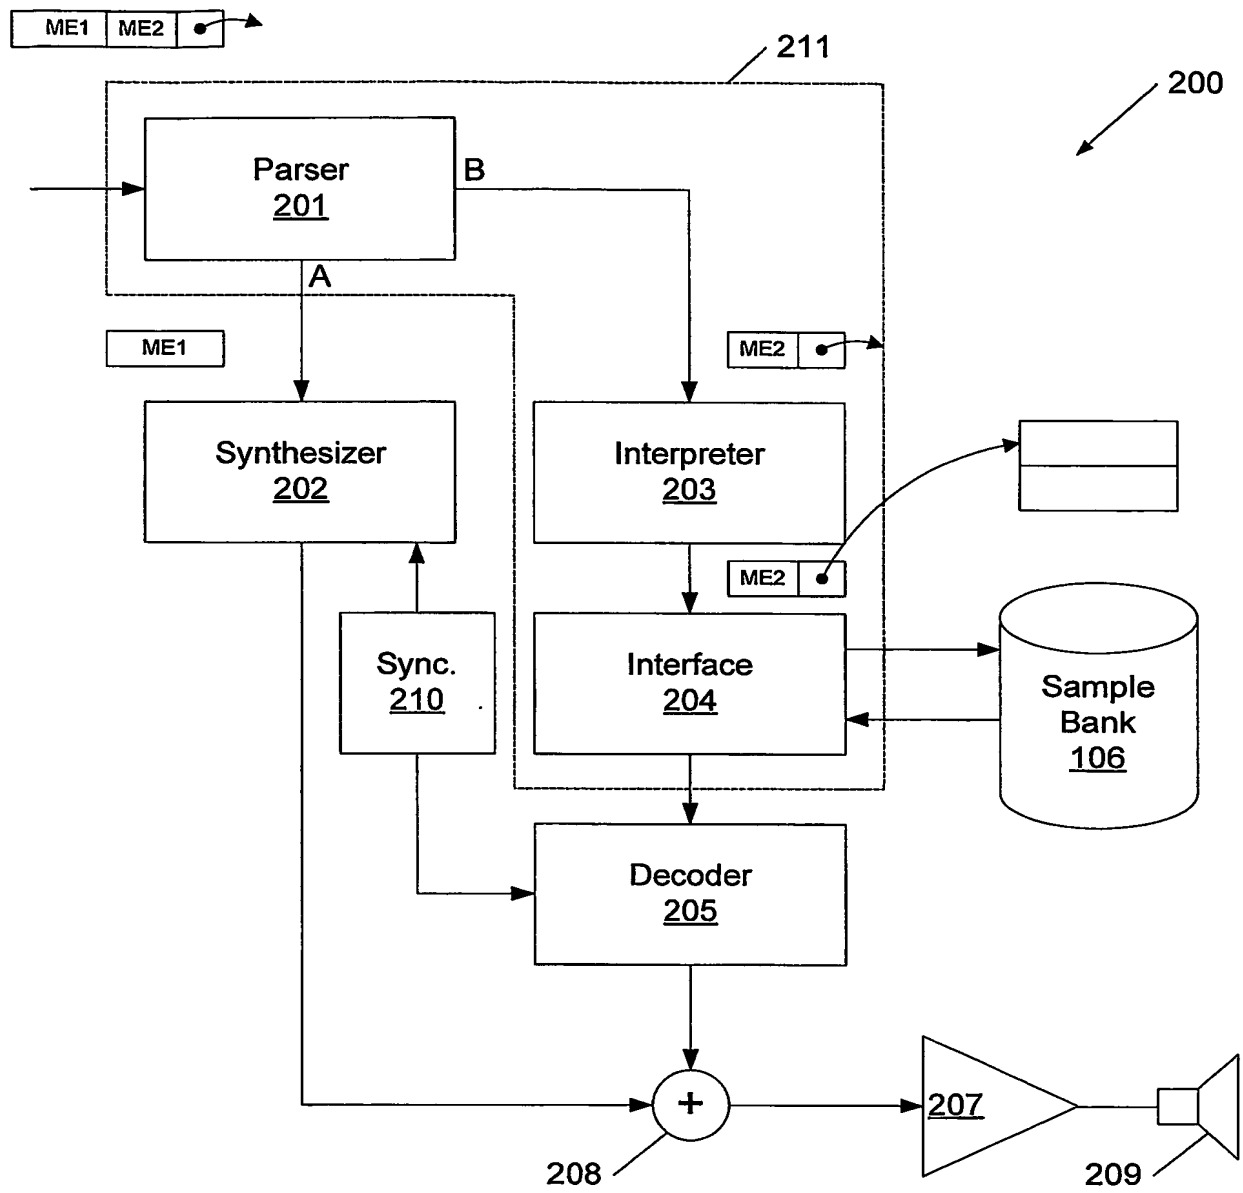 ME1 ME2
211
200
Parser
201
B
A
ME1
ME2
Synthesizer
202
Interpreter
203
ME2
Sync.
210
Interface
204
Sample
Bank
106
Decoder
205
+
207
208
209